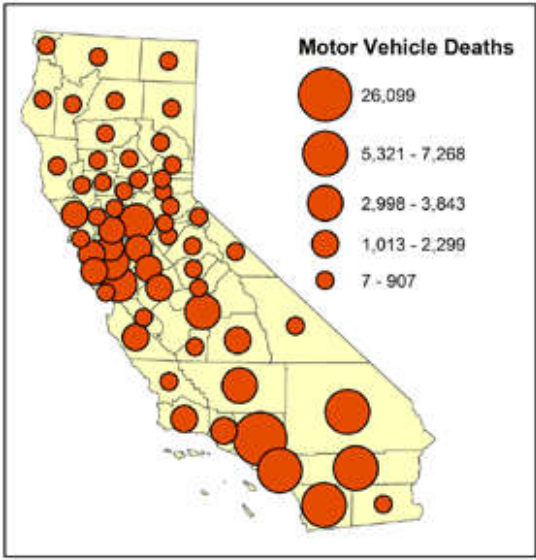 Motor Vehicle Deaths
26,099
5,321 - 7,268
2,998 - 3,843
1,013 - 2,299
7 - 907